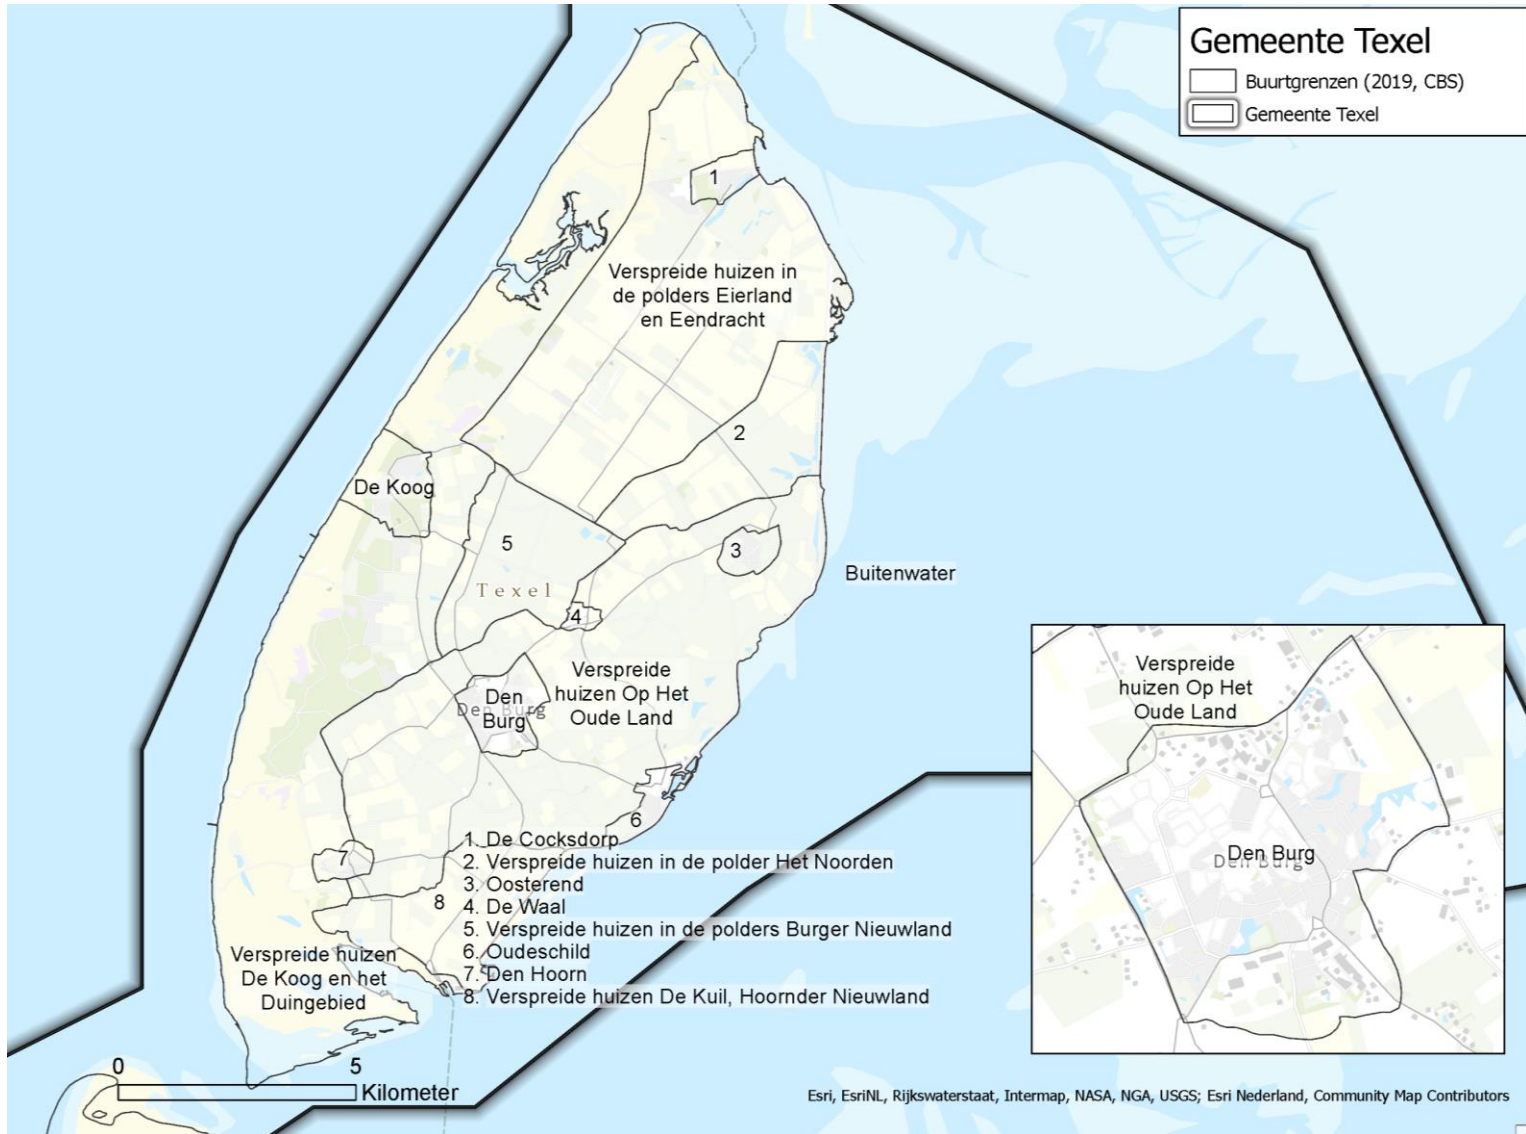 Gemeente Texel
Buurtgrenzen (2019, CBS)
Gemeente Texel
1
Verspreide huizen in
de polders Eierland
en Eendracht
2
De Koog
5
3
Buitenwater
Texel
4
Verspreide
huizen Op Het
Oude Land
Den
Burg
Den Burg
6
7
8
1. De Cocksdorp
2. Verspreide huizen in de polder Het Noorden
3. Oosterend
4. De Waal
5. Verspreide huizen in de polders Burger Nieuwland
6. Oudeschild
7. Den Hoorn
8. Verspreide huizen De Kuil, Hoornder Nieuwland
Verspreide huizen
De Koog en het
Duingebied
0 5
Kilometer
Verspreide
huizen Op Het
Oude Land
Den Burg
Den Burg
Esri, EsriNL, Rijkswaterstaat, Intermap, NASA, NGA, USGS; Esri Nederland, Community Map Contributors